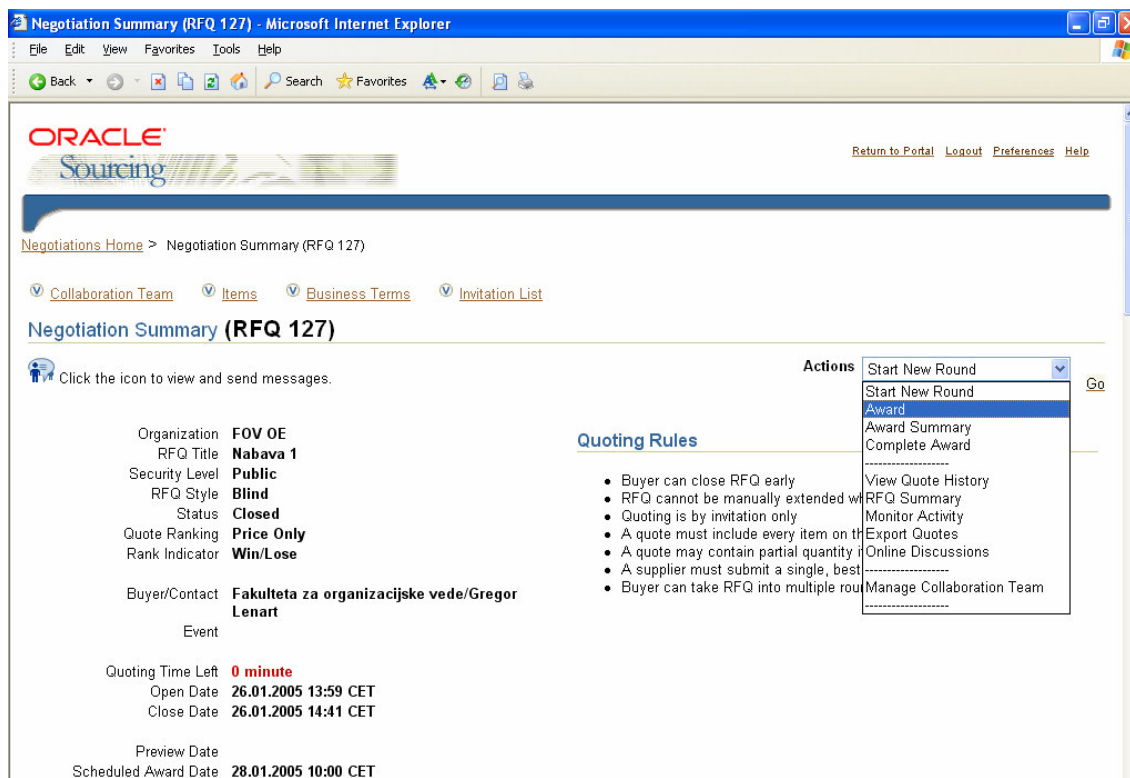 Negotiation Summary (RFQ 127) - Microsoft Internet Explorer
File Edit View Favorites Tools Help
Back Search Favorites
ORACLE
Sourcing
Return to Portal Logout Preferences Help
Negotiations Home > Negotiation Summary (RFQ 127)
Collaboration Team Items Business Terms Invitation List
Negotiation Summary (RFQ 127)
Click the icon to view and send messages.
Actions Start New Round Go
Start New Round
Award
Award Summary
Complete Award
-------------------
View Quote History
RFQ Summary
Monitor Activity
Export Quotes
Online Discussions
-------------------
Manage Collaboration Team
-------------------
Organization FOV OE
RFQ Title Nabava 1
Security Level Public
RFQ Style Blind
Status Closed
Quote Ranking Price Only
Rank Indicator Win/Lose
Buyer/Contact Fakulteta za organizacijske vede/Gregor
Lenart
Event
Quoting Time Left 0 minute
Open Date 26.01.2005 13:59 CET
Close Date 26.01.2005 14:41 CET
Preview Date
Scheduled Award Date 28.01.2005 10:00 CET
Quoting Rules
• Buyer can close RFQ early
• RFQ cannot be manually extended
• Quoting is by invitation only
• A quote must include every item on
• A quote may contain partial quantity
• A supplier must submit a single, best
• Buyer can take RFQ into multiple